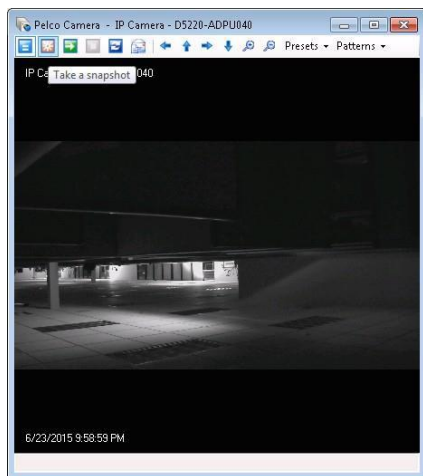 Pelco Camera - IP Camera - D5220-ADPU040
Presets Patterns
IP Ca 040
Take a snapshot
6/23/2015 9:58:59 PM